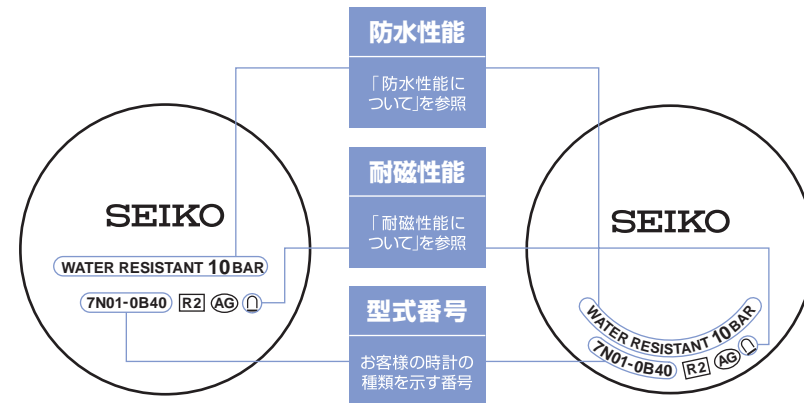 防水性能
「防水性能に
ついて」を参照
耐磁性能
「耐磁性能に
ついて」を参照
型式番号
お客様の時計の
種類を示す番号
SEIKO
WATER RESISTANT 10 BAR
7N01-0B40 R2 AG
SEIKO
WATER RESISTANT 10 BAR
7N01-0B40 R2 AG